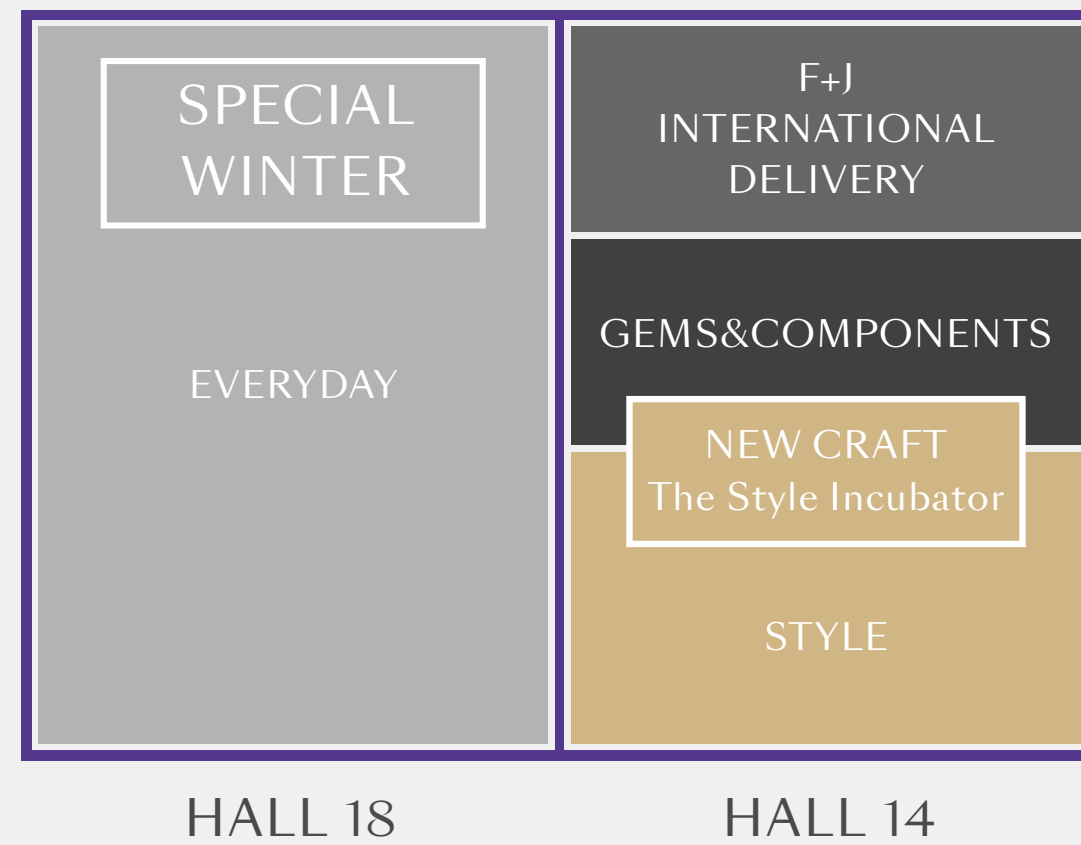 SPECIAL
WINTER
EVERYDAY
F+J
INTERNATIONAL
DELIVERY
GEMS&COMPONENTS
NEW CRAFT
The Style Incubator
STYLE
HALL 18
HALL 14